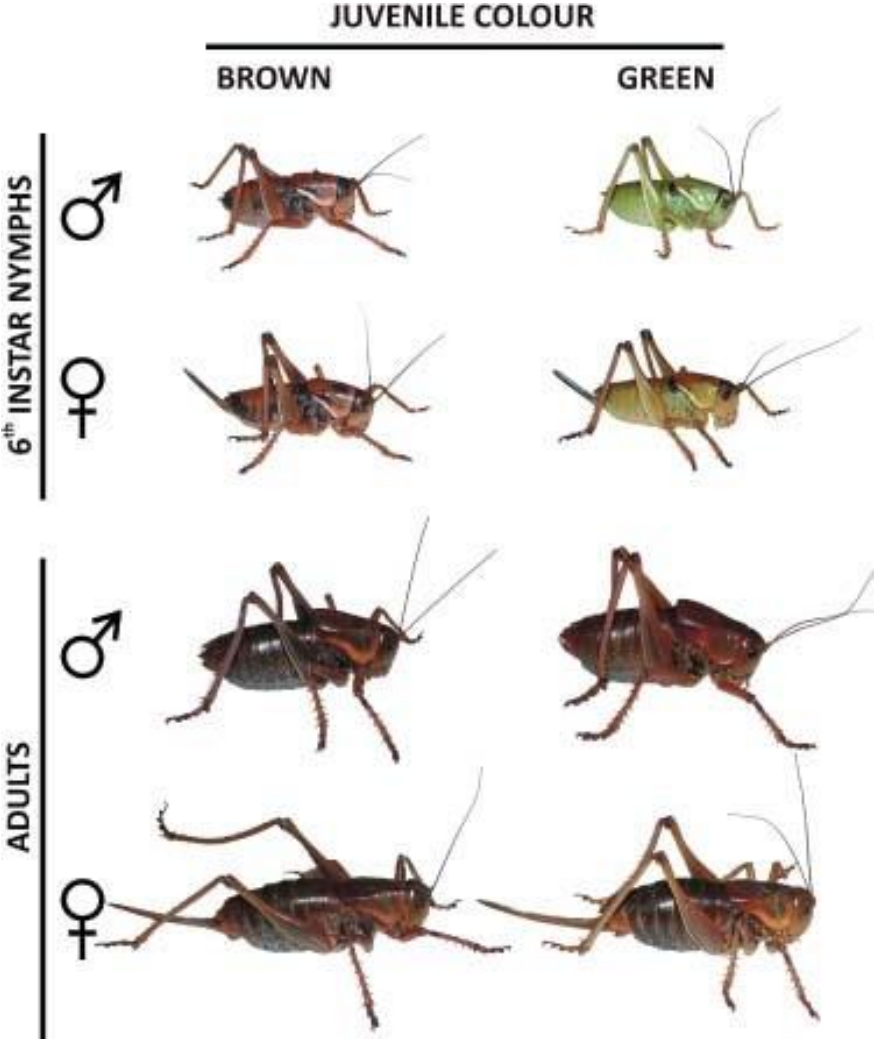 JUVENILE COLOUR
BROWN GREEN
6th INSTAR NYMPHS
♂
♀
ADULTS
♂
♀